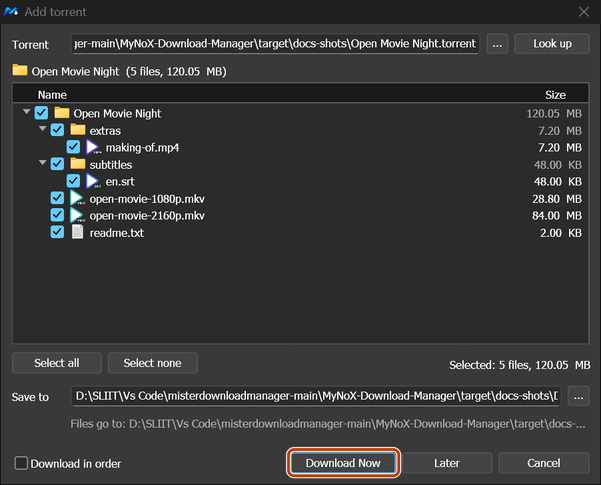 Add torrent
Torrent ger-main\MyNoX-Download-Manager\target\docs-shots\Open Movie Night.torrent ... Look up
Open Movie Night (5 files, 120.05 MB)
Name Size
Open Movie Night 120.05 MB
extras 7.20 MB
making-of.mp4 7.20 MB
subtitles 48.00 KB
en.srt 48.00 KB
open-movie-1080p.mkv 28.80 MB
open-movie-2160p.mkv 84.00 MB
readme.txt 2.00 KB
Select all Select none Selected: 5 files, 120.05 MB
Save to D:\SLIIT\Vs Code\misterdownloadmanager-main\MyNoX-Download-Manager\target\docs-shots\ ...
Files go to: D:\SLIIT\Vs Code\misterdownloadmanager-main\MyNoX-Download-Manager\target\docs-...
Download in order Download Now Later Cancel